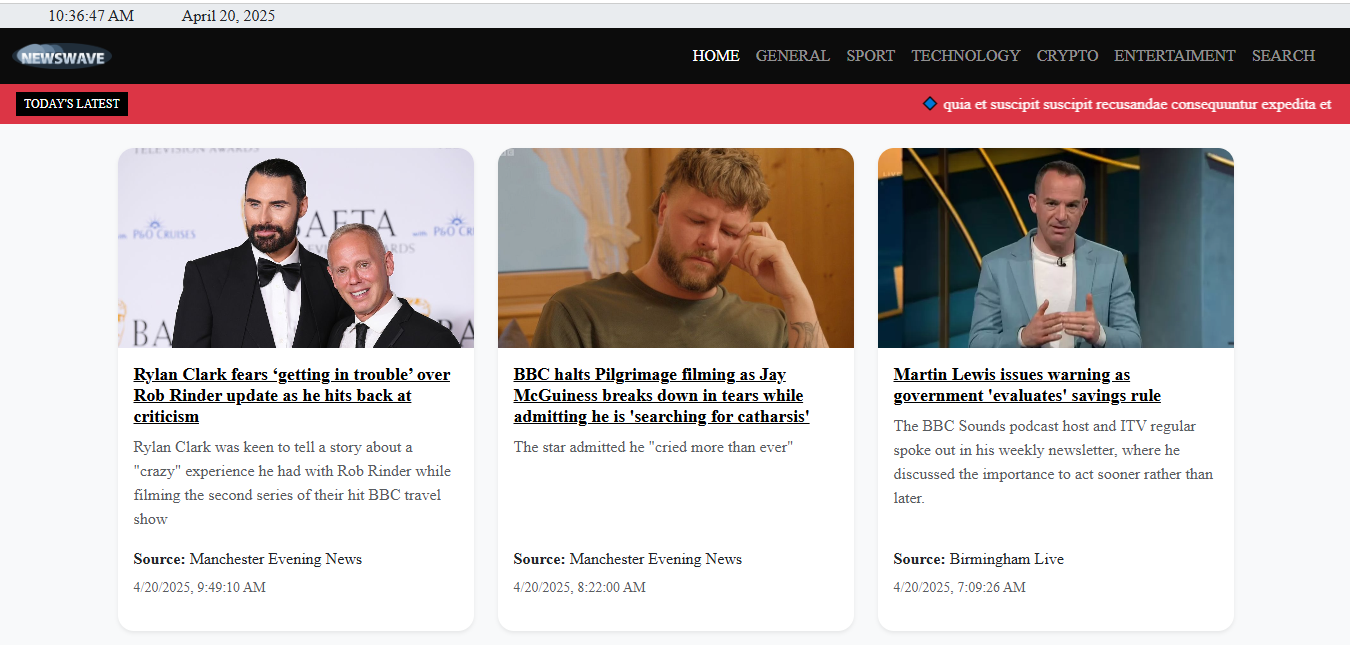 10:36:47 AM April 20, 2025
NEWSWAVE
HOME GENERAL SPORT TECHNOLOGY CRYPTO ENTERTAIMENT SEARCH
TODAY'S LATEST
quia et suscipit suscipit recusandae consequuntur expedita et
TELEVISION AWARDS
P&O CRUISES
BAFTA
P&O CR
BA
Rylan Clark fears ‘getting in trouble’ over
Rob Rinder update as he hits back at
criticism
Rylan Clark was keen to tell a story about a
"crazy" experience he had with Rob Rinder while
filming the second series of their hit BBC travel
show
Source: Manchester Evening News
4/20/2025, 9:49:10 AM
BBC halts Pilgrimage filming as Jay
McGuiness breaks down in tears while
admitting he is 'searching for catharsis'
The star admitted he "cried more than ever"
Source: Manchester Evening News
4/20/2025, 8:22:00 AM
LIVE
Martin Lewis issues warning as
government 'evaluates' savings rule
The BBC Sounds podcast host and ITV regular
spoke out in his weekly newsletter, where he
discussed the importance to act sooner rather than
later.
Source: Birmingham Live
4/20/2025, 7:09:26 AM